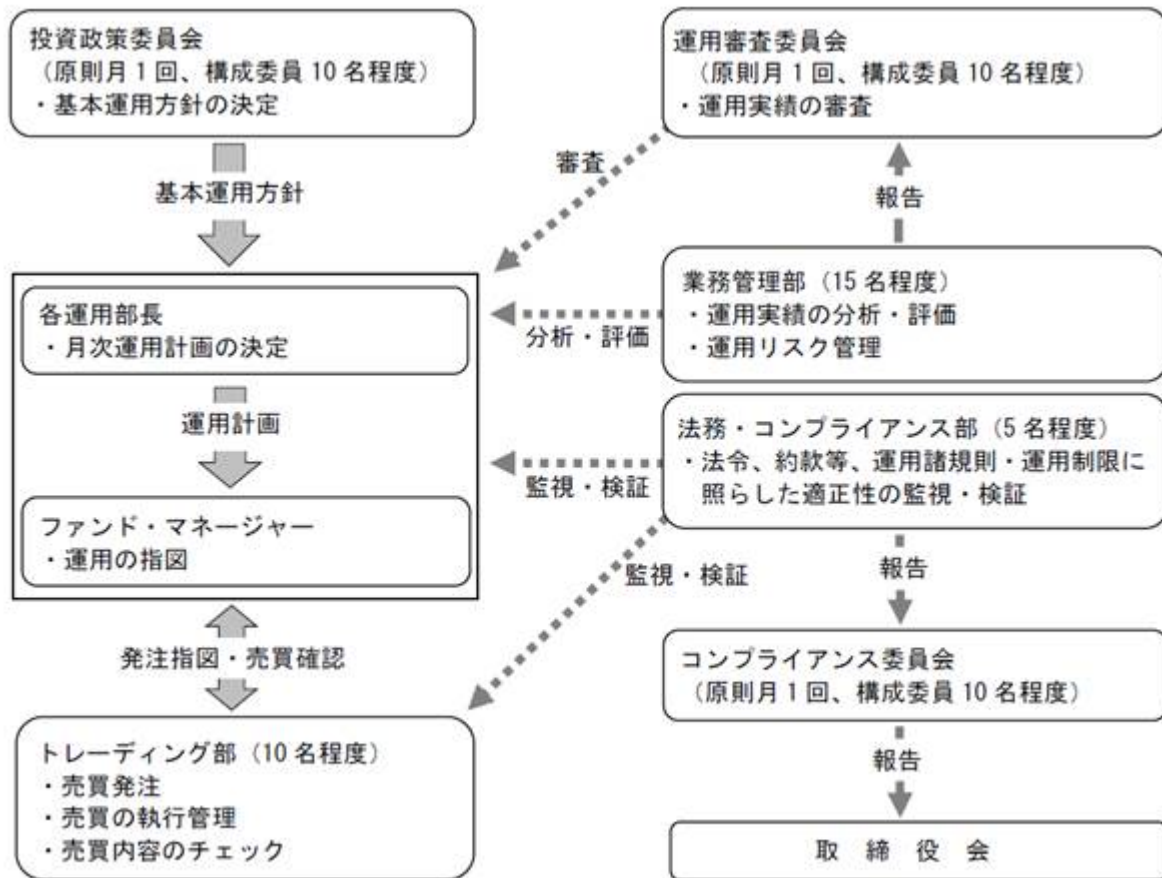 投資政策委員会
（原則月1回、構成委員10名程度）
・基本運用方針の決定
基本運用方針
各運用部長
・月次運用計画の決定
運用計画
ファンド・マネージャー
・運用の指図
発注指図・売買確認
トレーディング部（10名程度）
・売買発注
・売買の執行管理
・売買内容のチェック
運用審査委員会
（原則月1回、構成委員10名程度）
・運用実績の審査
審査
報告
業務管理部（15名程度）
・運用実績の分析・評価
・運用リスク管理
分析・評価
法務・コンプライアンス部（5名程度）
・法令、約款等、運用諸規則・運用制限に
照らした適正性の監視・検証
監視・検証
監視・検証
報告
コンプライアンス委員会
（原則月1回、構成委員10名程度）
報告
取締役会